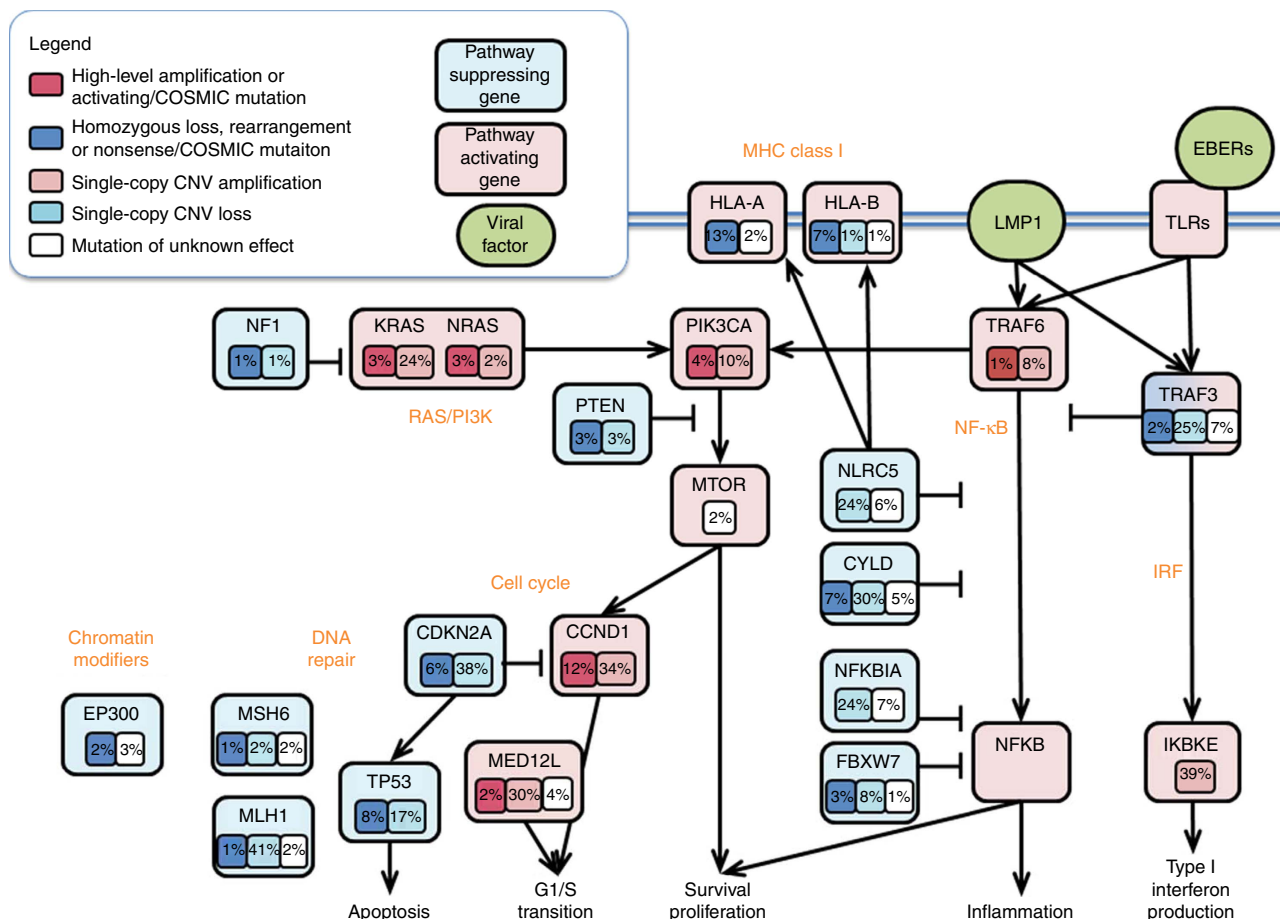 Legend
High-level amplification or
activating/COSMIC mutation
Homozygous loss, rearrangement
or nonsense/COSMIC mutaiton
Single-copy CNV amplification
Single-copy CNV loss
Mutation of unknown effect
Pathway
suppressing
gene
Pathway
activating
gene
Viral
factor
MHC class I
EBERs
HLA-A
13% 2%
HLA-B
7% 1% 1%
LMP1
TLRs
NF1
1% 1%
KRAS NRAS
3% 24% 3% 2%
RAS/PI3K
PIK3CA
4% 10%
TRAF6
1% 8%
TRAF3
2% 25% 7%
PTEN
3% 3%
NF-κB
MTOR
2%
NLRC5
24% 6%
CYLD
7% 30% 5%
IRF
Cell cycle
Chromatin
modifiers
DNA
repair
CDKN2A
6% 38%
CCND1
12% 34%
NFKBIA
24% 7%
EP300
2% 3%
MSH6
1% 2% 2%
MLH1
1% 41% 2%
TP53
8% 17%
MED12L
2% 30% 4%
FBXW7
3% 8% 1%
NFKB
IKBKE
39%
Apoptosis
G1/S
transition
Survival
proliferation
Inflammation
Type I
interferon
production